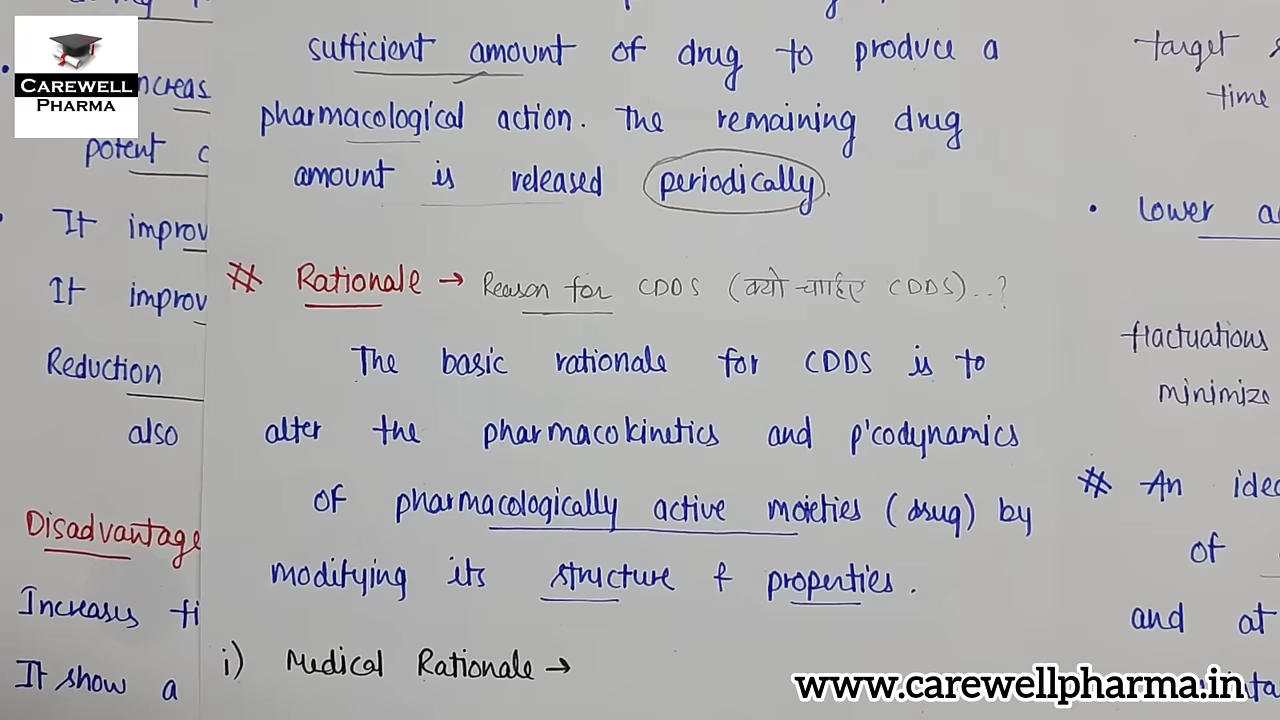 CAREWELL
PHARMA
sufficient amount of drug to produce a
pharmacological action. The remaining drug
amount is released periodically.
# Rationale → Reason for CDDS (क्यो चाहिए CDDS)..?
The basic rationale for CDDS is to
alter the pharmacokinetics and p'codynamics
of pharmacologically active moieties (drug) by
modifying its structure & properties.
i) Medical Rationale →
potent
• It improv
It improv
Reduction
also
Disadvantage
Increases
It show a
target
time
• lower
flactuations
minimize
# An idea
of
and at
www.carewellpharma.in